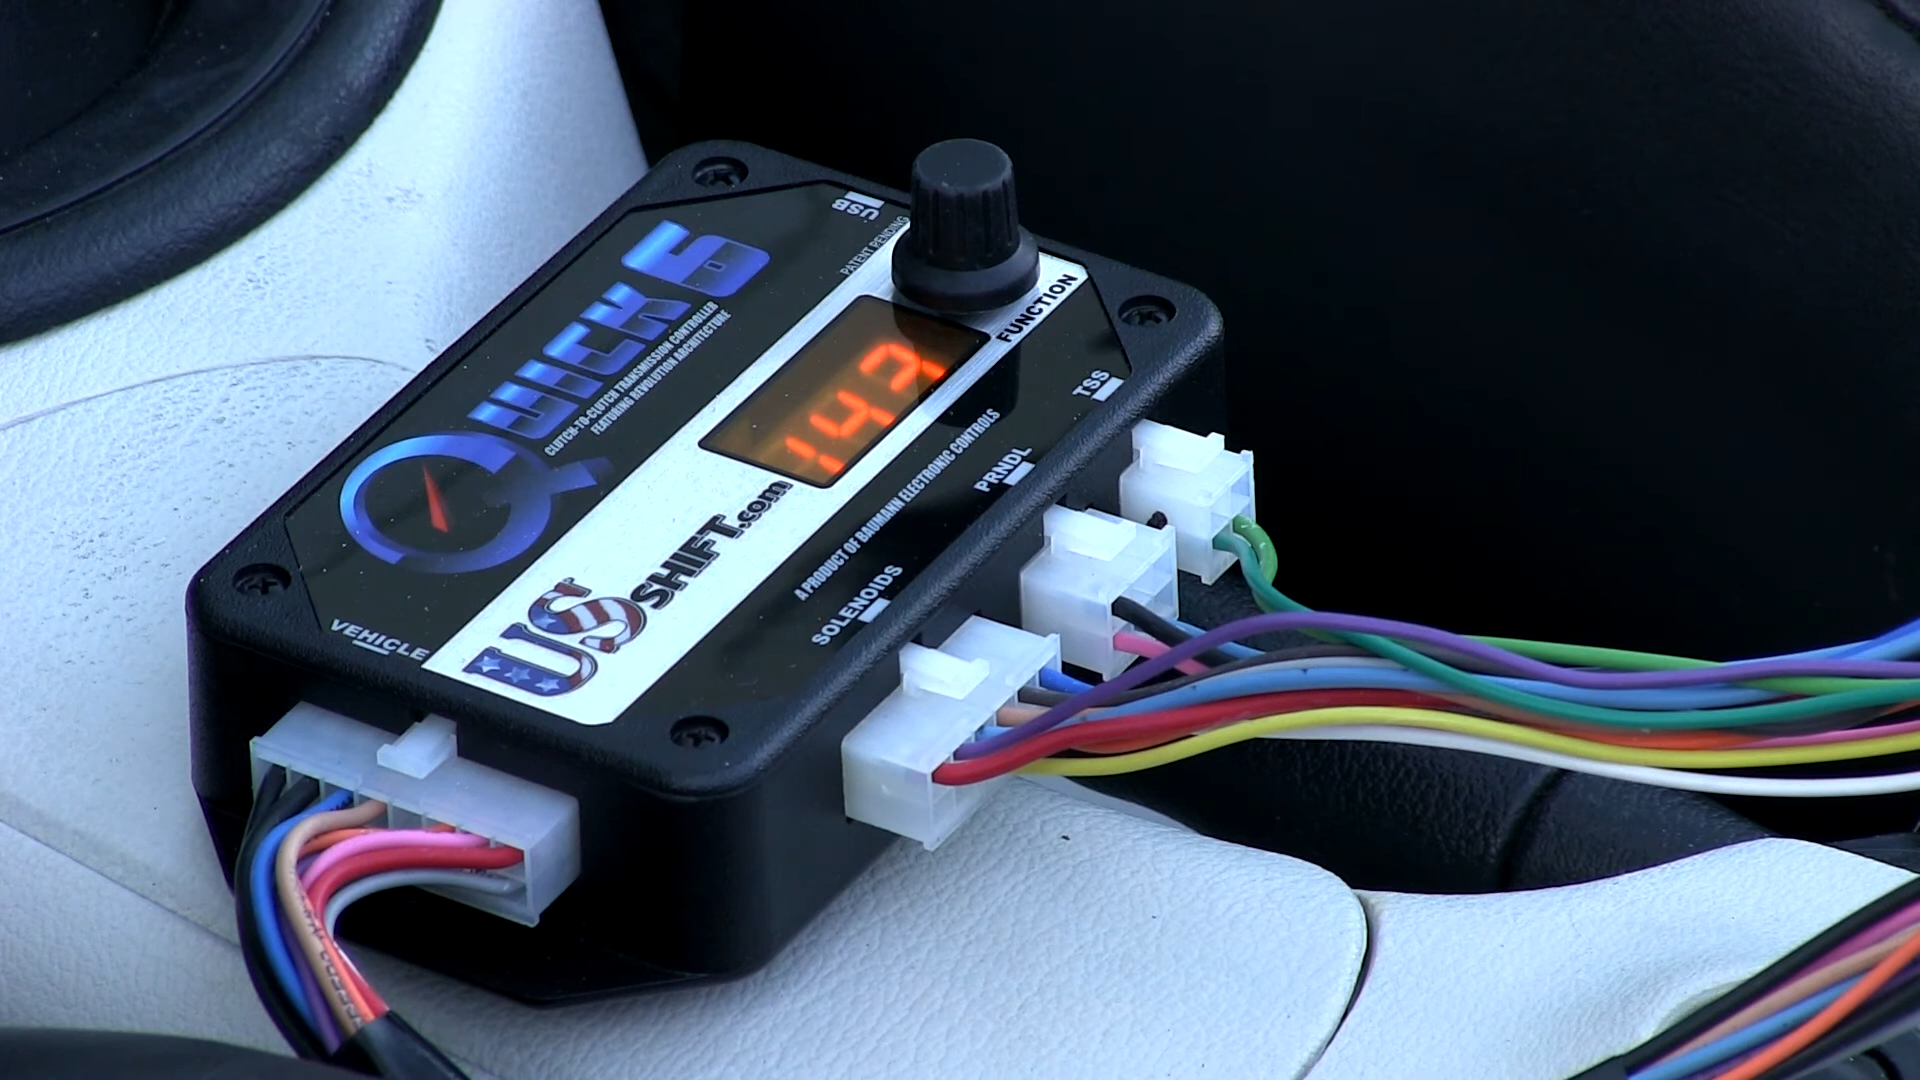 USB
PATENT PENDING
QUICK 6
CLUTCH-TO-CLUTCH TRANSMISSION CONTROLLER
FEATURING REVOLUTION ARCHITECTURE
FUNCTION
TSS
PRNDL
A PRODUCT OF BAUMANN ELECTRONIC CONTROLS
SOLENOIDS
US SHIFT.com
VEHICLE